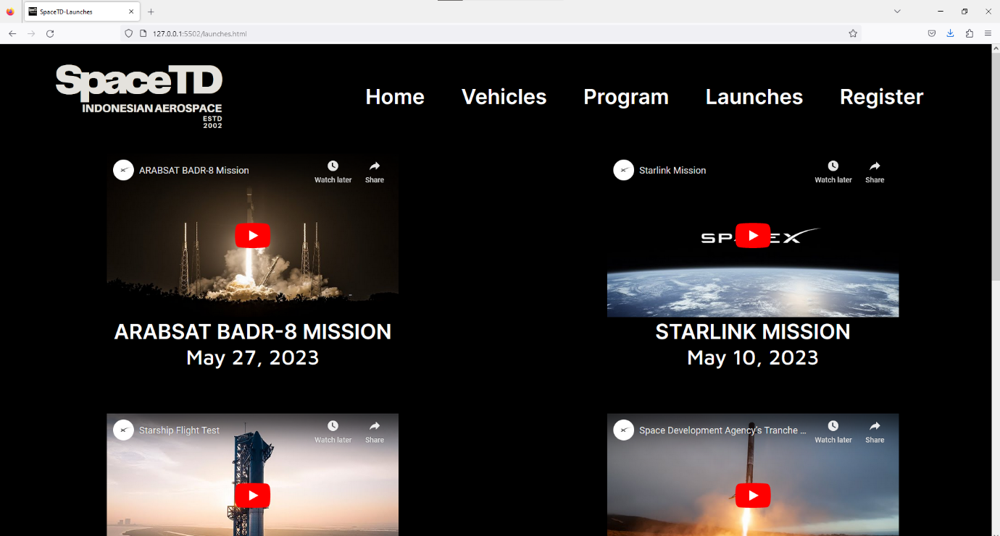 SpaceTD-Launches
127.0.0.1:5502/launches.html
SpaceTD
INDONESIAN AEROSPACE
ESTD
2002
Home Vehicles Program Launches Register
ARABSAT BADR-8 Mission
Watch later Share
Starlink Mission
Watch later Share
ARABSAT BADR-8 MISSION
May 27, 2023
STARLINK MISSION
May 10, 2023
Starship Flight Test
Watch later Share
Space Development Agency's Tranche ...
Watch later Share